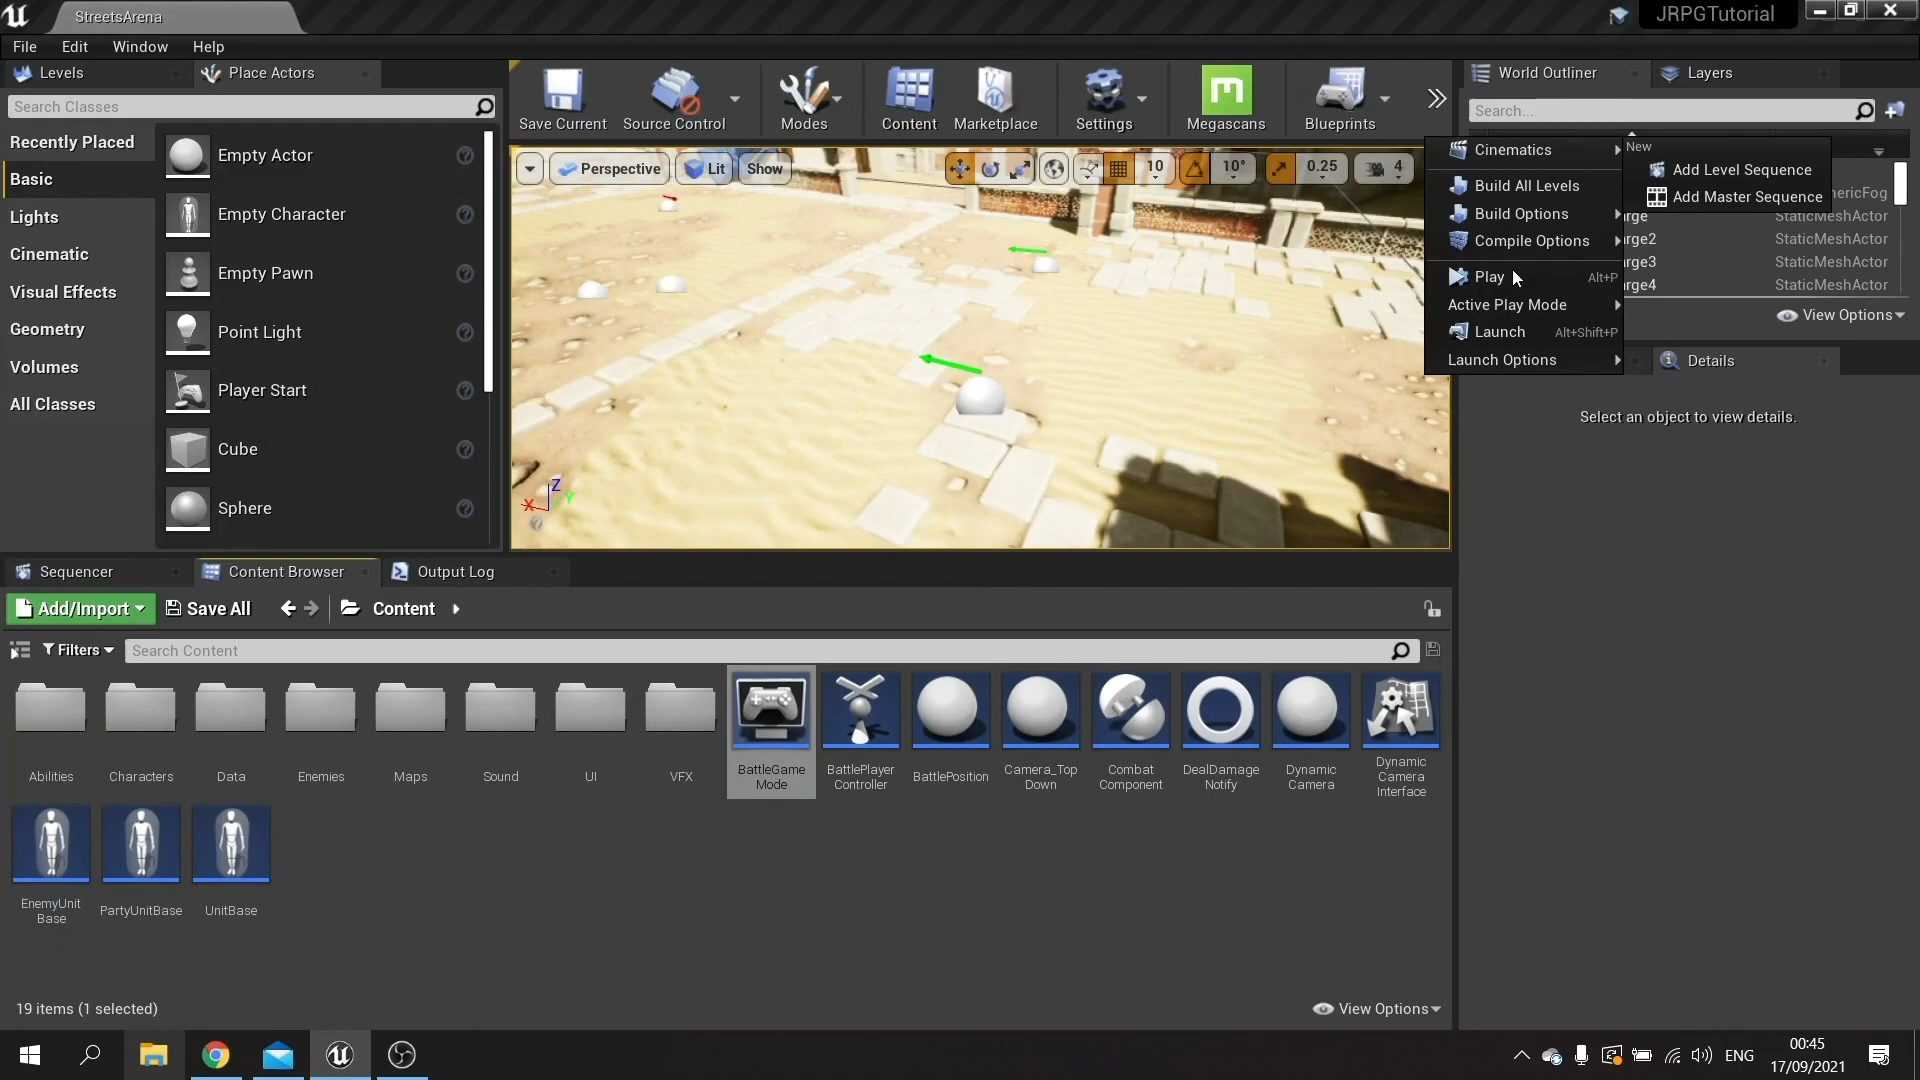 StreetsArena
JRPGTutorial
File
Edit
Window
Help
Levels
Place Actors
Search Classes
Recently Placed
Basic
Lights
Cinematic
Visual Effects
Geometry
Volumes
All Classes
Empty Actor
Empty Character
Empty Pawn
Point Light
Player Start
Cube
Sphere
Save Current
Source Control
Modes
Content
Marketplace
Settings
Megascans
Blueprints
Perspective
Lit
Show
10
10°
0.25
4
X
Z
Y
World Outliner
Layers
Search...
Cinematics
Build All Levels
Build Options
Compile Options
Play
Alt+P
Active Play Mode
Launch
Alt+Shift+P
Launch Options
New
Add Level Sequence
Add Master Sequence
nericFog
arge
StaticMeshActor
arge2
StaticMeshActor
arge3
StaticMeshActor
arge4
StaticMeshActor
View Options
Details
Select an object to view details.
Sequencer
Content Browser
Output Log
Add/Import
Save All
Content
Filters
Search Content
Abilities
Characters
Data
Enemies
Maps
Sound
UI
VFX
BattleGame
Mode
BattlePlayer
Controller
BattlePosition
Camera_Top
Down
Combat
Component
DealDamage
Notify
Dynamic
Camera
Dynamic
Camera
Interface
EnemyUnit
Base
PartyUnitBase
UnitBase
19 items (1 selected)
View Options
ENG
00:45
17/09/2021